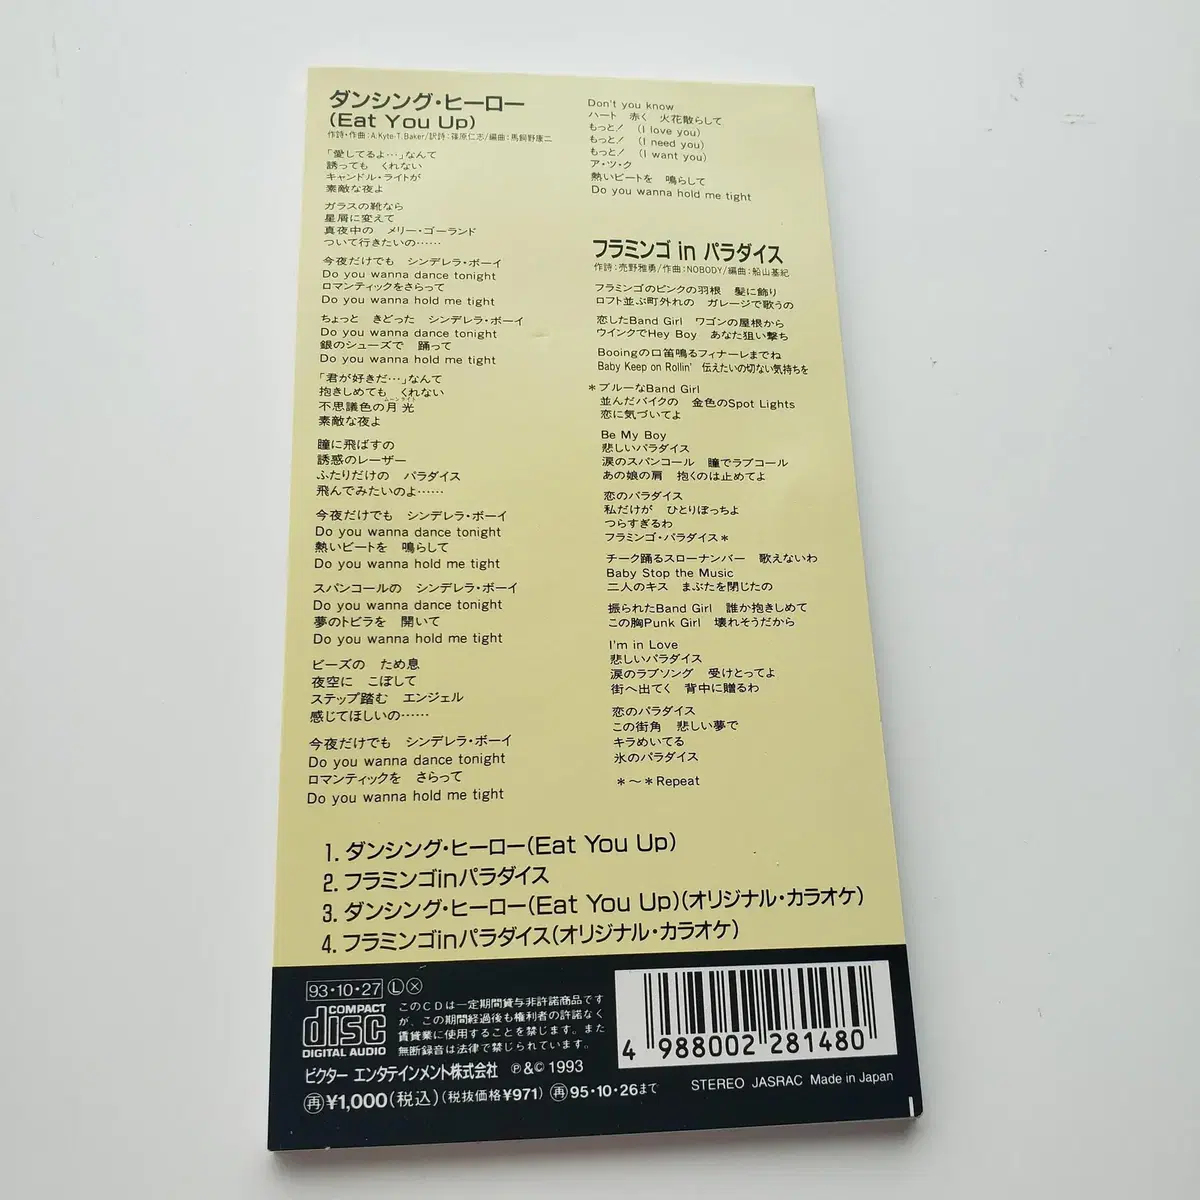 ダンシング・ヒーロー
(Eat You Up)
作詩・作曲：A.Kyte-T.Baker/訳詩：篠原仁志/編曲：馬飼野康二
「愛してるよ…」なんて
誘っても　くれない
キャンドル・ライトが
素敵な夜よ
ガラスの靴なら
星屑に変えて
真夜中の　メリー・ゴーランド
ついて行きたいの……
今夜だけでも　シンデレラ・ボーイ
Do you wanna dance tonight
ロマンティックをさらって
Do you wanna hold me tight
ちょっと　きどった　シンデレラ・ボーイ
Do you wanna dance tonight
銀のシューズで　踊って
Do you wanna hold me tight
「君が好きだ…」なんて
抱きしめても　くれない
ムーンライト
不思議色の月光
素敵な夜よ
瞳に飛ばすの
誘惑のレーザー
ふたりだけの　パラダイス
飛んでみたいのよ……
今夜だけでも　シンデレラ・ボーイ
Do you wanna dance tonight
熱いビートを　鳴らして
Do you wanna hold me tight
スパンコールの　シンデレラ・ボーイ
Do you wanna dance tonight
夢のトビラを　開いて
Do you wanna hold me tight
ビーズの　ため息
夜空に　こぼして
ステップ踏む　エンジェル
感じてほしいの……
今夜だけでも　シンデレラ・ボーイ
Do you wanna dance tonight
ロマンティックを　さらって
Do you wanna hold me tight
Don't you know
ハート　赤く　火花散らして
もっと！　(I love you)
もっと！　(I need you)
もっと！　(I want you)
ア・ツ・ク
熱いビートを　鳴らして
Do you wanna hold me tight
フラミンゴ in パラダイス
作詩：売野雅勇/作曲：NOBODY/編曲：船山基紀
フラミンゴのピンクの羽根　髪に飾り
ロフト並ぶ町外れの　ガレージで歌うの
恋したBand Girl　ワゴンの屋根から
ウインクでHey Boy　あなた狙い撃ち
Booingの口笛鳴るフィナーレまでね
Baby Keep on Rollin'　伝えたいの切ない気持ちを
＊ブルーなBand Girl
並んだバイクの　金色のSpot Lights
恋に気づいてよ
Be My Boy
悲しいパラダイス
涙のスパンコール　瞳でラブコール
あの娘の肩　抱くのは止めてよ
恋のパラダイス
私だけが　ひとりぼっちよ
つらすぎるわ
フラミンゴ・パラダイス＊
チーク踊るスローナンバー　歌えないわ
Baby Stop the Music
二人のキス　まぶたを閉じたの
振られたBand Girl　誰か抱きしめて
この胸Punk Girl　壊れそうだから
I'm in Love
悲しいパラダイス
涙のラブソング　受けとってよ
街へ出てく　背中に贈るわ
恋のパラダイス
この街角　悲しい夢で
キラめいてる
氷のパラダイス
＊〜＊Repeat
1. ダンシング・ヒーロー(Eat You Up)
2. フラミンゴinパラダイス
3. ダンシング・ヒーロー(Eat You Up)(オリジナル・カラオケ)
4. フラミンゴinパラダイス(オリジナル・カラオケ)
93・10・27 Ⓛ ⓧ
COMPACT
disc
DIGITAL AUDIO
このCDは一定期間貸与非許諾商品です
が、この期間経過後も権利者の許諾なく
賃貸業に使用することを禁じます。また
無断録音は法律で禁じられています。
ビクター エンタテインメント株式会社　Ⓟ&© 1993
㊢¥1,000(税込)(税抜価格¥971) 95・10・26まで
4 988002 281480
STEREO JASRAC Made in Japan